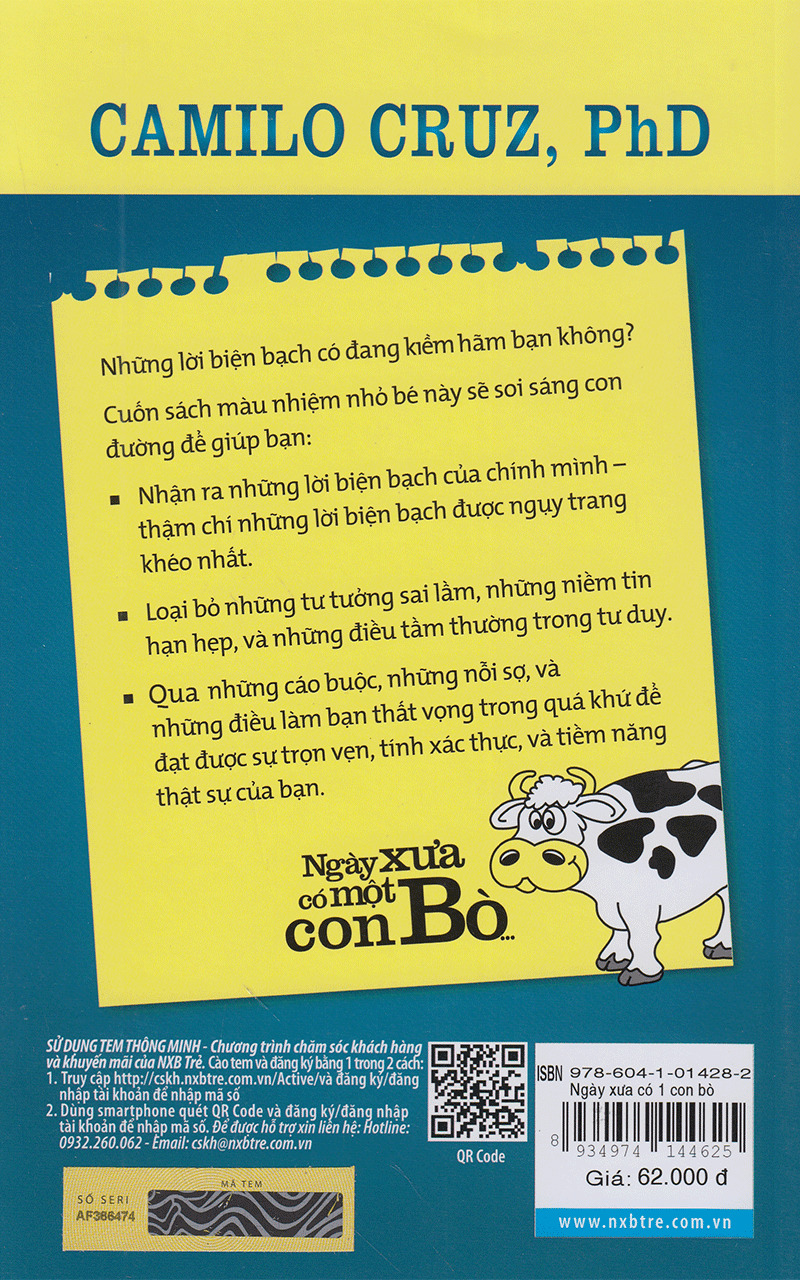 CAMILO CRUZ, PhD
Những lời biện bạch có đang kiềm hãm bạn không?
Cuốn sách màu nhiệm nhỏ bé này sẽ soi sáng con
đường để giúp bạn:
▪ Nhận ra những lời biện bạch của chính mình –
thậm chí những lời biện bạch được ngụy trang
khéo nhất.
▪ Loại bỏ những tư tưởng sai lầm, những niềm tin
hạn hẹp, và những điều tầm thường trong tư duy.
▪ Qua những cáo buộc, những nỗi sợ, và
những điều làm bạn thất vọng trong quá khứ để
đạt được sự trọn vẹn, tính xác thực, và tiềm năng
thật sự của bạn.
Ngày xưa
có một
con Bò...
SỬ DỤNG TEM THÔNG MINH - Chương trình chăm sóc khách hàng
và khuyến mãi của NXB Trẻ. Cào tem và đăng ký bằng 1 trong 2 cách:
1. Truy cập http://cskh.nxbtre.com.vn/Active/và đăng ký/đăng
nhập tài khoản để nhập mã số
2. Dùng smartphone quét QR Code và đăng ký/đăng nhập
tài khoản để nhập mã số. Để được hỗ trợ xin liên hệ: Hotline:
0932.260.062 - Email: cskh@nxbtre.com.vn
QR Code
MÃ TEM
SỐ SERI
AF386474
ISBN 978-604-1-01428-2
Ngày xưa có 1 con bò
8 934974 144625
Giá: 62.000 đ
www.nxbtre.com.vn